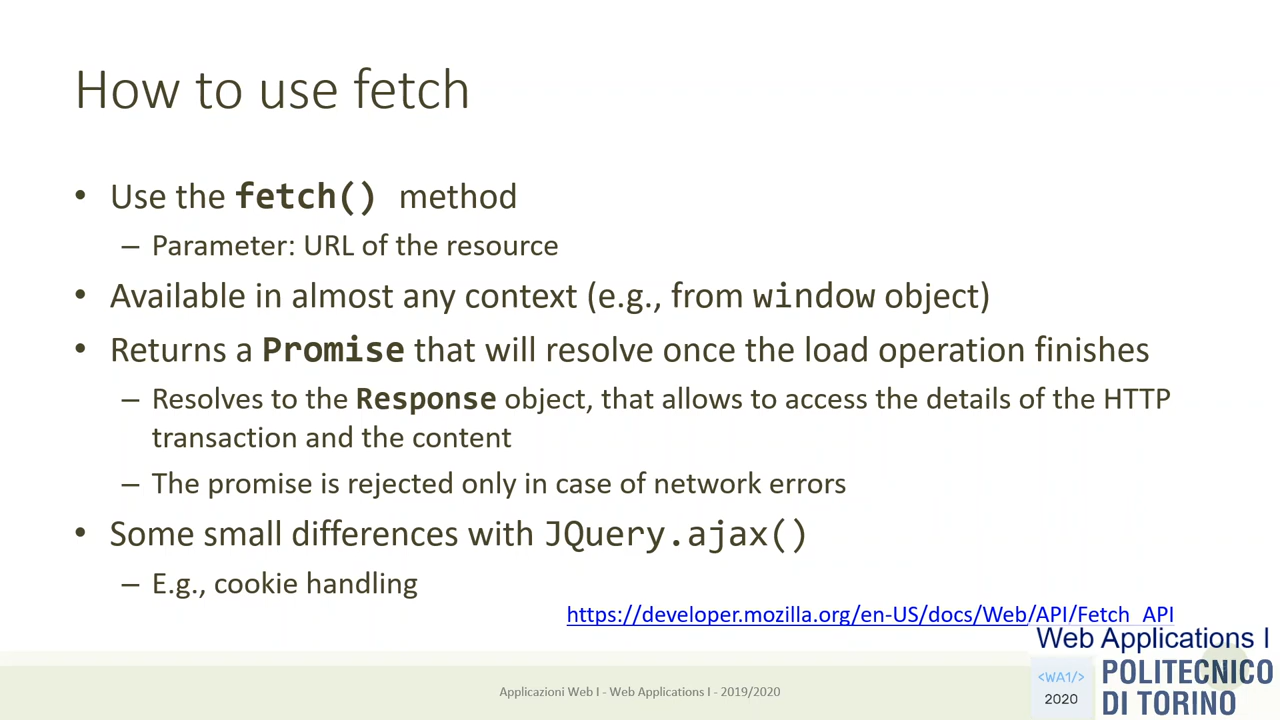 How to use fetch
• Use the fetch() method
– Parameter: URL of the resource
• Available in almost any context (e.g., from window object)
• Returns a Promise that will resolve once the load operation finishes
– Resolves to the Response object, that allows to access the details of the HTTP
transaction and the content
– The promise is rejected only in case of network errors
• Some small differences with JQuery.ajax()
– E.g., cookie handling
https://developer.mozilla.org/en-US/docs/Web/API/Fetch_API
Web Applications I
<WA1/>
2020
POLITECNICO
DI TORINO
Applicazioni Web I - Web Applications I - 2019/2020